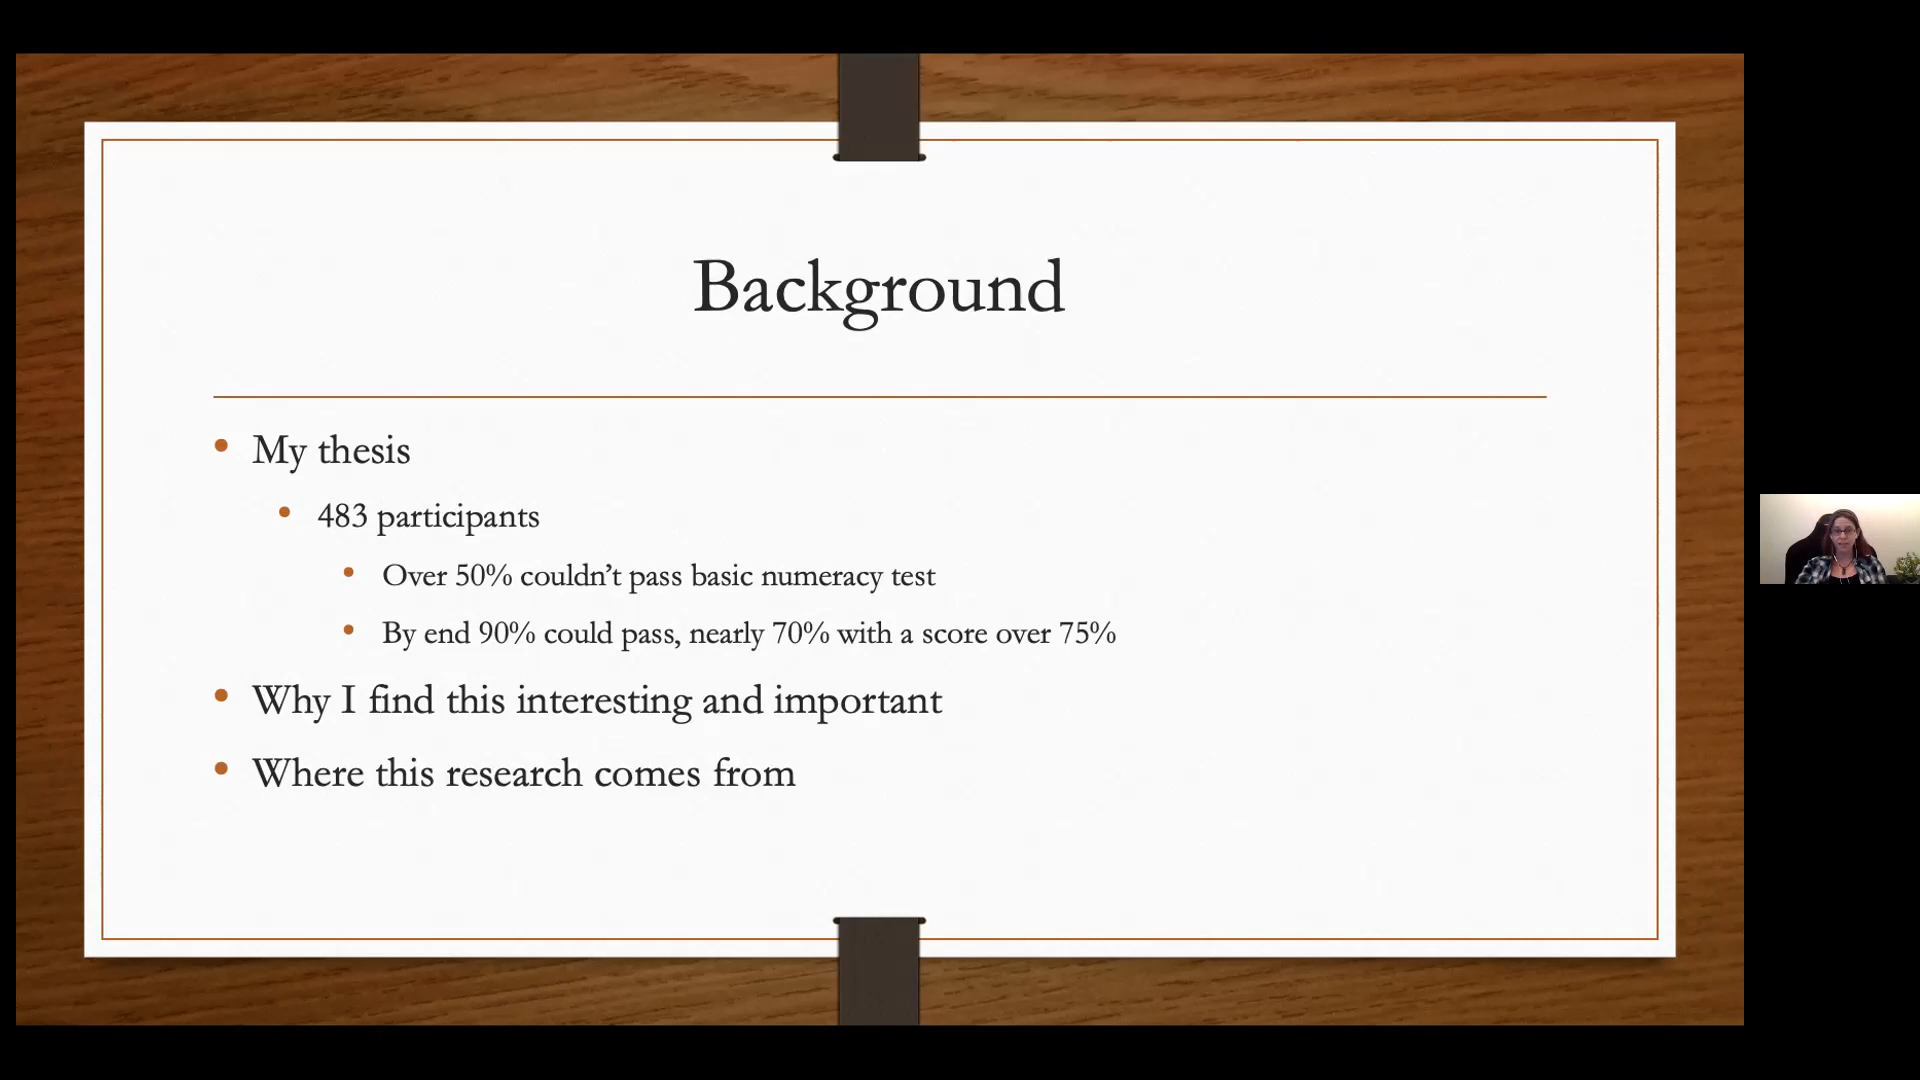 Background
• My thesis
• 483 participants
• Over 50% couldn’t pass basic numeracy test
• By end 90% could pass, nearly 70% with a score over 75%
• Why I find this interesting and important
• Where this research comes from